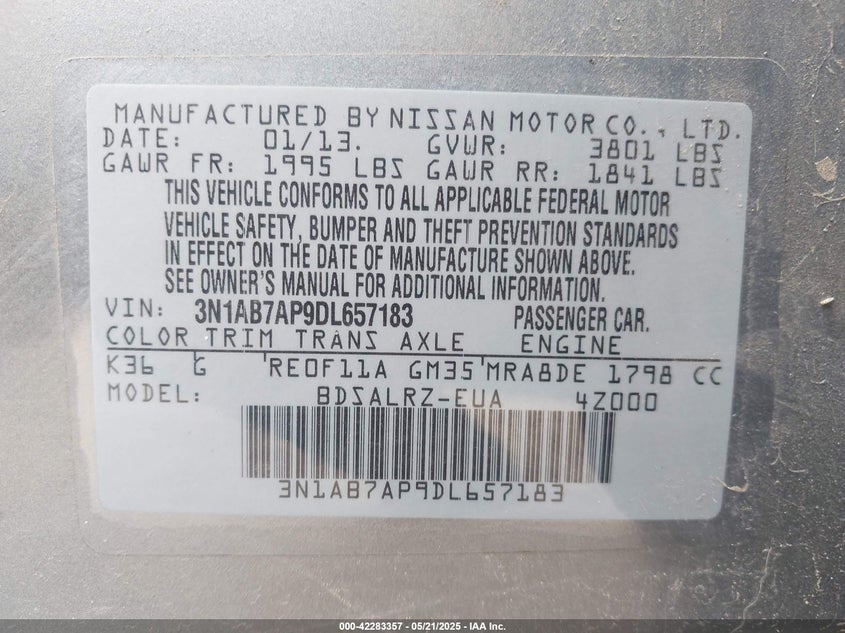 MANUFACTURED BY NISSAN MOTOR CO., LTD.
DATE: 01/13. GVWR: 3801 LBS
GAWR FR: 1995 LBS GAWR RR: 1841 LBS
THIS VEHICLE CONFORMS TO ALL APPLICABLE FEDERAL MOTOR
VEHICLE SAFETY, BUMPER AND THEFT PREVENTION STANDARDS
IN EFFECT ON THE DATE OF MANUFACTURE SHOWN ABOVE.
SEE OWNER'S MANUAL FOR ADDITIONAL INFORMATION.
VIN: 3N1AB7AP9DL657183 PASSENGER CAR.
COLOR TRIM TRANS AXLE ENGINE
K36 G RE0F11A GM35 MRA8DE 1798 CC
MODEL: BDSALRZ-EUA 4Z000
3N1AB7AP9DL657183
000-42283357 - 05/21/2025 - IAA Inc.